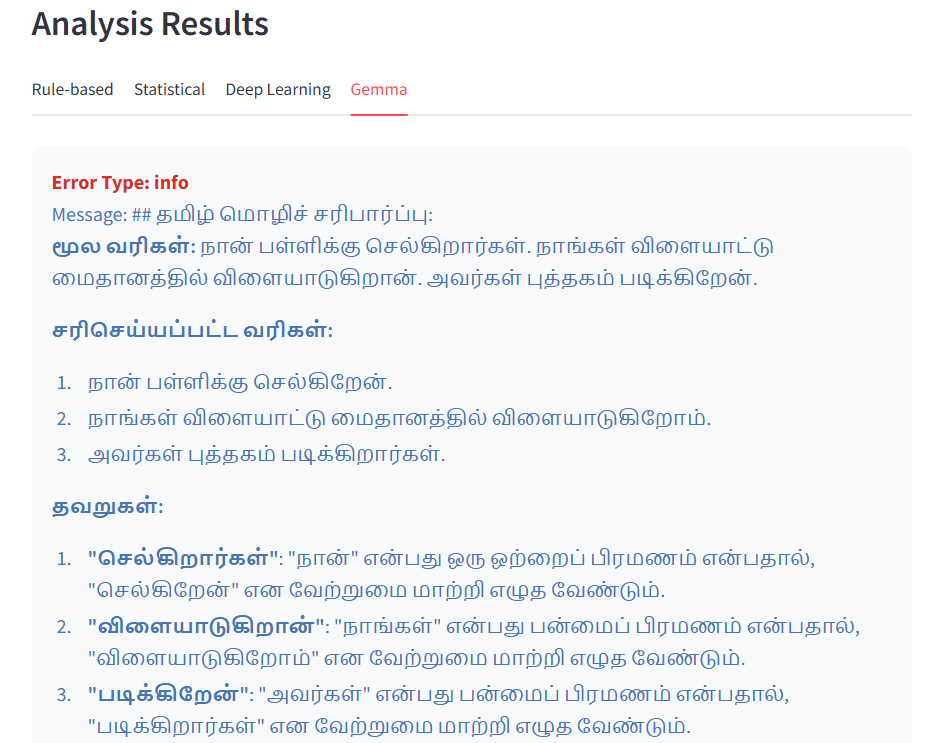 Analysis Results
Rule-based Statistical Deep Learning Gemma
Error Type: info
Message: ## தமிழ் மொழிச் சரிபார்ப்பு:
மூல வரிகள்: நான் பள்ளிக்கு செல்கிறார்கள். நாங்கள் விளையாட்டு
மைதானத்தில் விளையாடுகிறான். அவர்கள் புத்தகம் படிக்கிறேன்.
சரிசெய்யப்பட்ட வரிகள்:
1. நான் பள்ளிக்கு செல்கிறேன்.
2. நாங்கள் விளையாட்டு மைதானத்தில் விளையாடுகிறோம்.
3. அவர்கள் புத்தகம் படிக்கிறார்கள்.
தவறுகள்:
1. "செல்கிறார்கள்": "நான்" என்பது ஒரு ஒற்றைப் பிரமணம் என்பதால்,
"செல்கிறேன்" என வேற்றுமை மாற்றி எழுத வேண்டும்.
2. "விளையாடுகிறான்": "நாங்கள்" என்பது பன்மைப் பிரமணம் என்பதால்,
"விளையாடுகிறோம்" என வேற்றுமை மாற்றி எழுத வேண்டும்.
3. "படிக்கிறேன்": "அவர்கள்" என்பது பன்மைப் பிரமணம் என்பதால்,
"படிக்கிறார்கள்" என வேற்றுமை மாற்றி எழுத வேண்டும்.